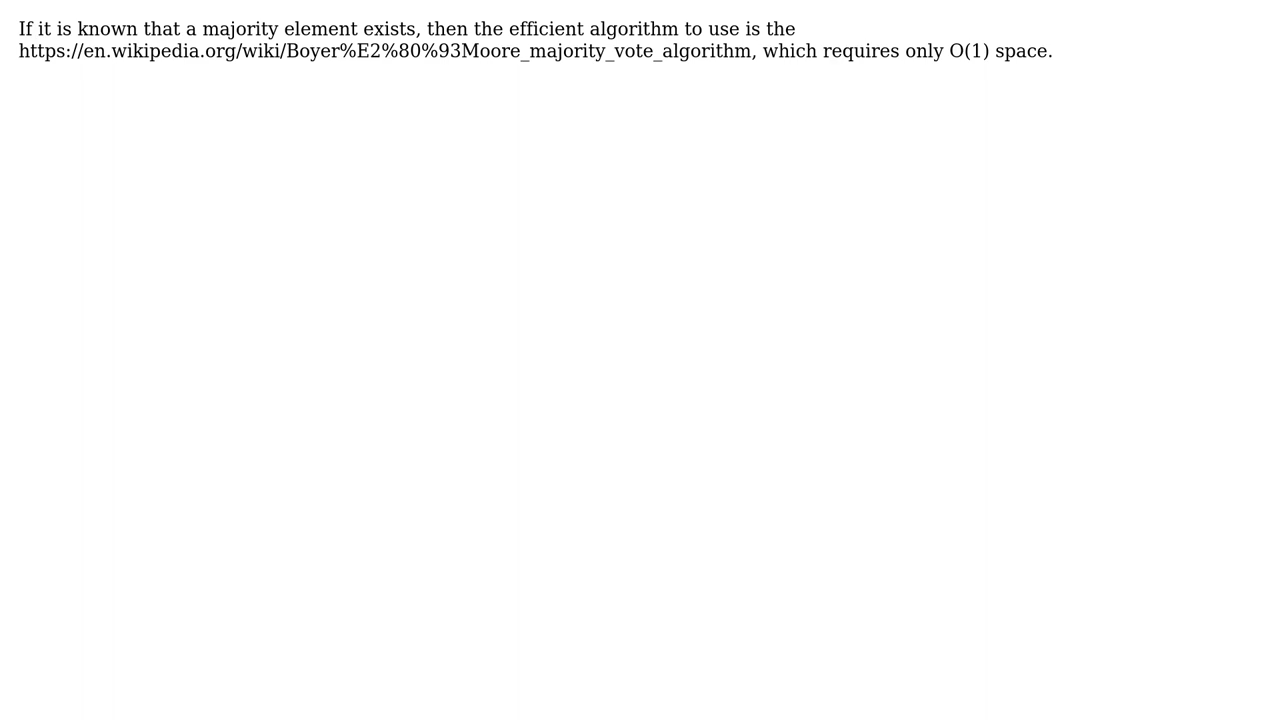 If it is known that a majority element exists, then the efficient algorithm to use is the
https://en.wikipedia.org/wiki/Boyer%E2%80%93Moore_majority_vote_algorithm, which requires only O(1) space.